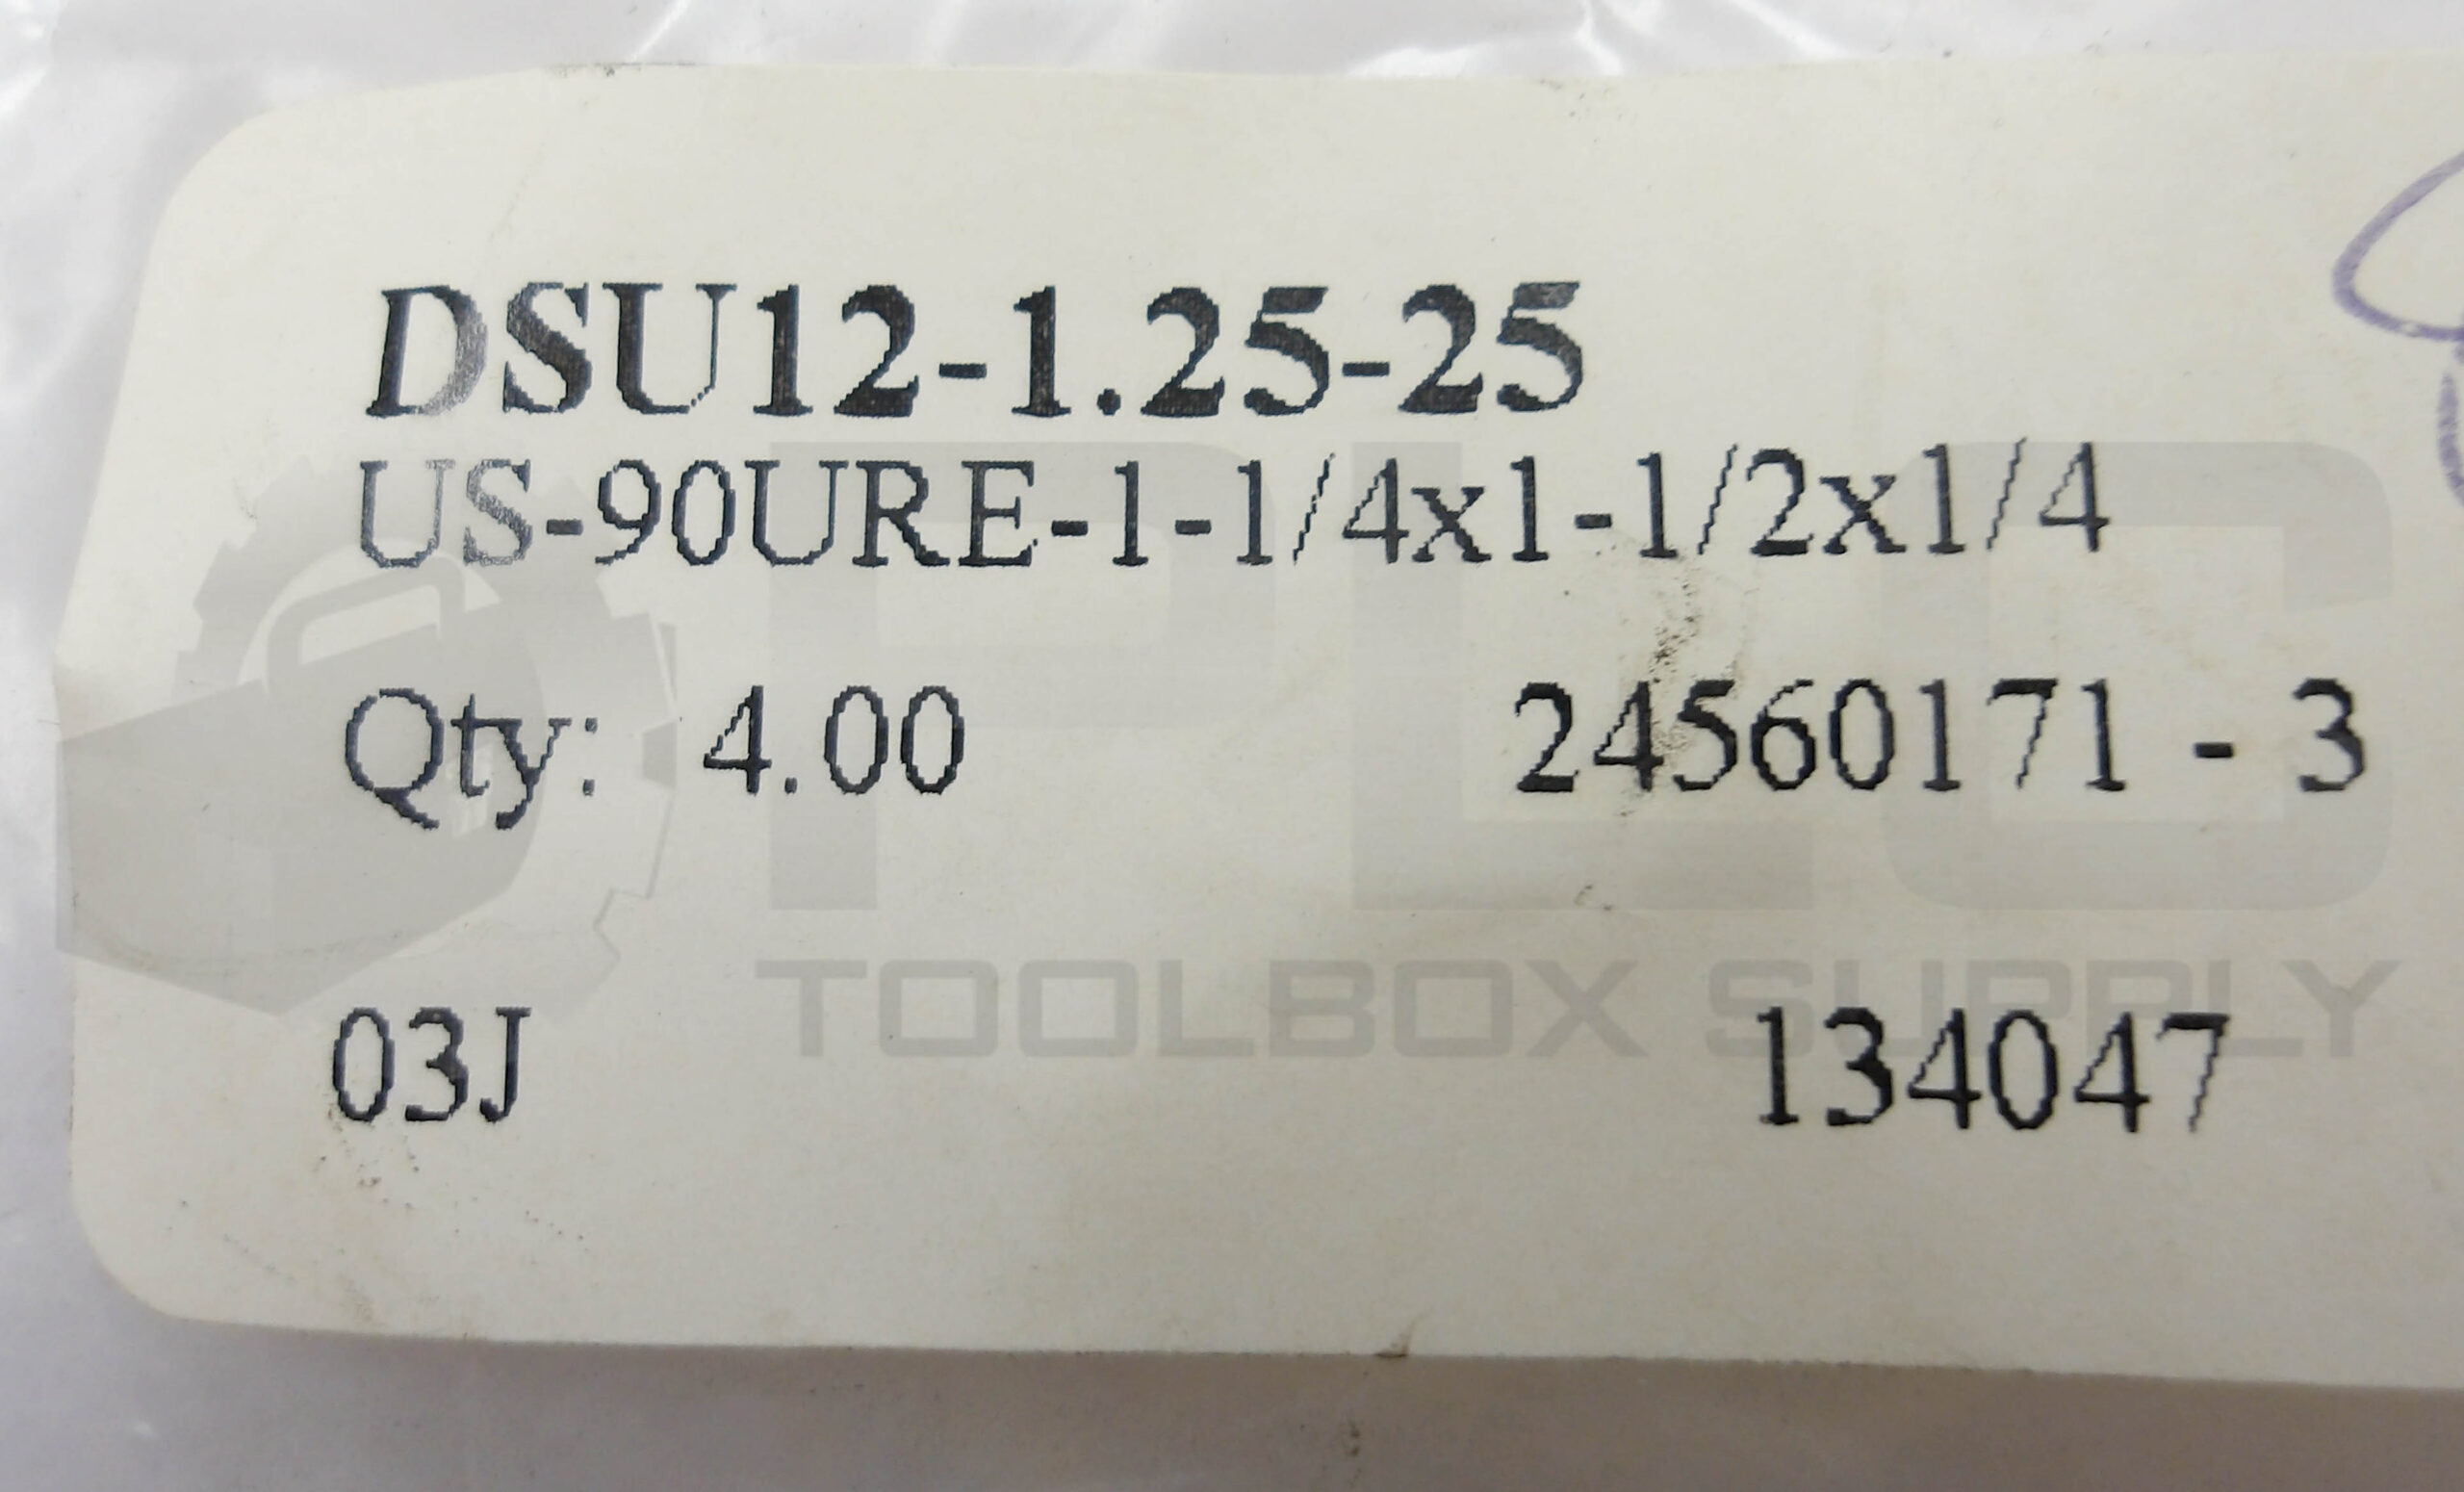 DSU12-1.25-25
US-90URE-1-1/4x1-1/2x1/4
Qty: 4.00 24560171 - 3
PLC
TOOLBOX SUPPLY
03J 134047